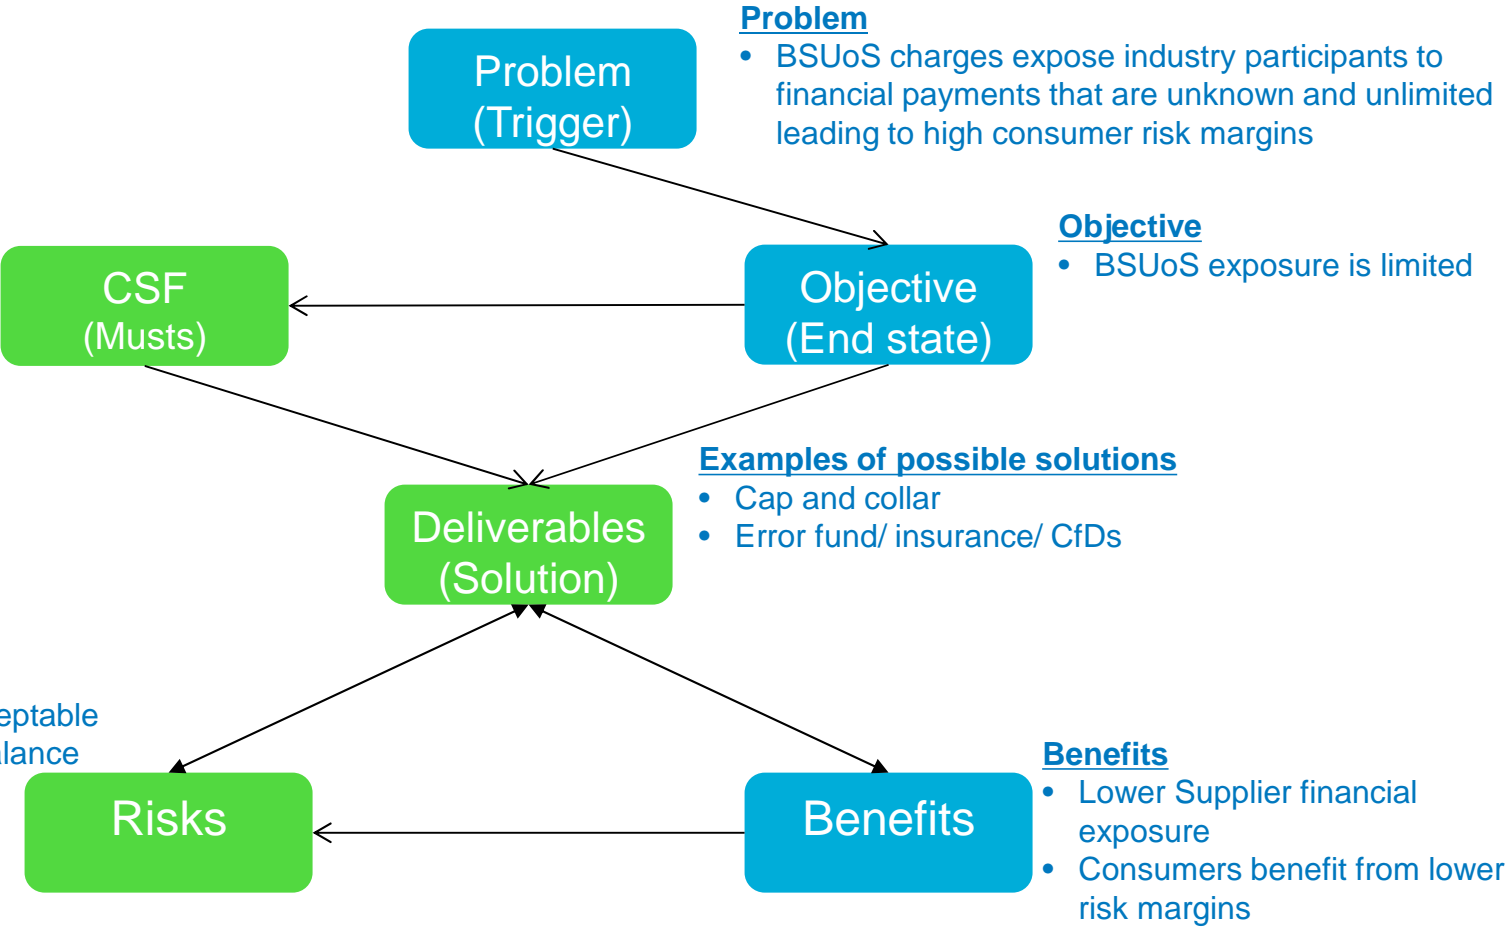 Problem
• BSUoS charges expose industry participants to
financial payments that are unknown and unlimited
leading to high consumer risk margins
Problem
(Trigger)
Objective
• BSUoS exposure is limited
CSF
(Musts)
Objective
(End state)
Examples of possible solutions
• Cap and collar
• Error fund/ insurance/ CfDs
Deliverables
(Solution)
Risks
Benefits
Benefits
• Lower Supplier financial
exposure
• Consumers benefit from lower
risk margins